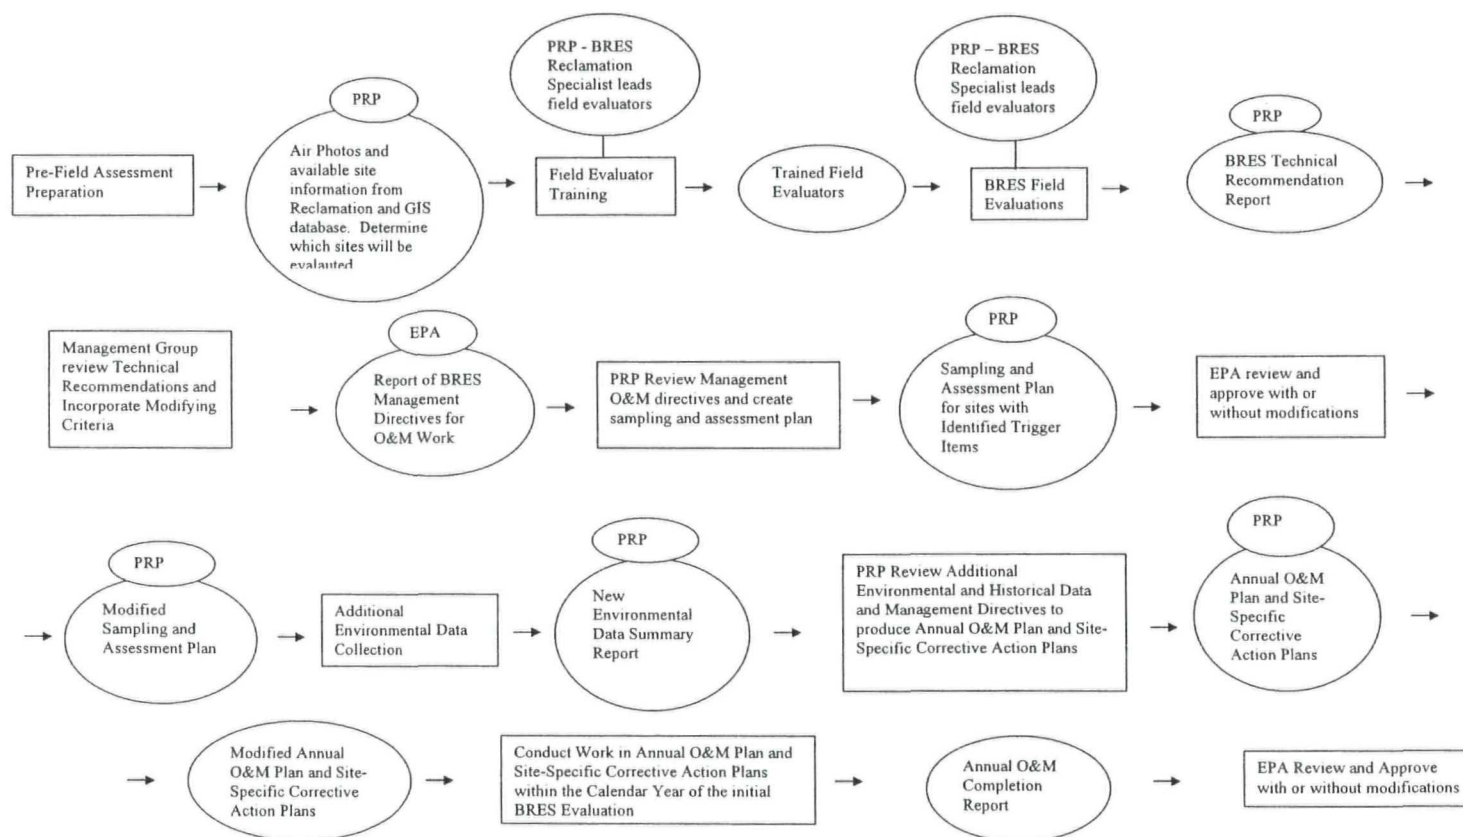 Pre-Field Assessment
Preparation
PRP
Air Photos and
available site
information from
Reclamation and GIS
database. Determine
which sites will be
evalauted
PRP - BRES
Reclamation
Specialist leads
field evaluators
Field Evaluator
Training
Trained Field
Evaluators
PRP – BRES
Reclamation
Specialist leads
field evaluators
BRES Field
Evaluations
PRP
BRES Technical
Recommendation
Report
Management Group
review Technical
Recommendations and
Incorporate Modifying
Criteria
EPA
Report of BRES
Management
Directives for
O&M Work
PRP Review Management
O&M directives and create
sampling and assessment plan
PRP
Sampling and
Assessment Plan
for sites with
Identified Trigger
Items
EPA review and
approve with or
without modifications
PRP
Modified
Sampling and
Assessment Plan
Additional
Environmental Data
Collection
PRP
New
Environmental
Data Summary
Report
PRP Review Additional
Environmental and Historical Data
and Management Directives to
produce Annual O&M Plan and Site-
Specific Corrective Action Plans
PRP
Annual O&M
Plan and Site-
Specific
Corrective
Action Plans
Modified Annual
O&M Plan and Site-
Specific Corrective
Action Plans
Conduct Work in Annual O&M Plan and
Site-Specific Corrective Action Plans
within the Calendar Year of the initial
BRES Evaluation
Annual O&M
Completion
Report
EPA Review and Approve
with or without modifications